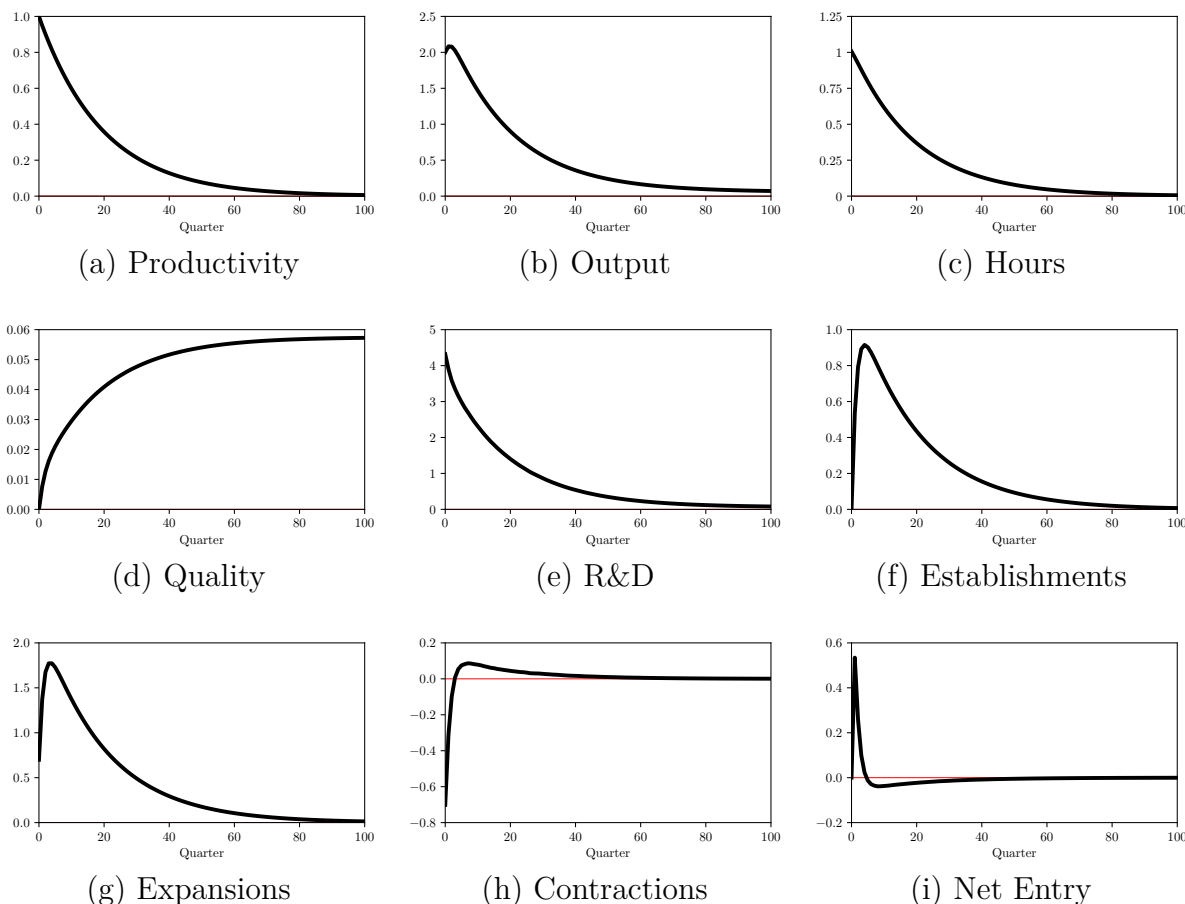 1.0
0.8
0.6
0.4
0.2
0.0
0 20 40 60 80 100
Quarter
(a) Productivity
2.5
2.0
1.5
1.0
0.5
0.0
0 20 40 60 80 100
Quarter
(b) Output
1.25
1
0.75
0.5
0.25
0
0 20 40 60 80 100
Quarter
(c) Hours
0.06
0.05
0.04
0.03
0.02
0.01
0.00
0 20 40 60 80 100
Quarter
(d) Quality
5
4
3
2
1
0
0 20 40 60 80 100
Quarter
(e) R&D
1.0
0.8
0.6
0.4
0.2
0.0
0 20 40 60 80 100
Quarter
(f) Establishments
2.0
1.5
1.0
0.5
0.0
0 20 40 60 80 100
Quarter
(g) Expansions
0.2
0.0
−0.2
−0.4
−0.6
−0.8
0 20 40 60 80 100
Quarter
(h) Contractions
0.6
0.4
0.2
0.0
−0.2
0 20 40 60 80 100
Quarter
(i) Net Entry